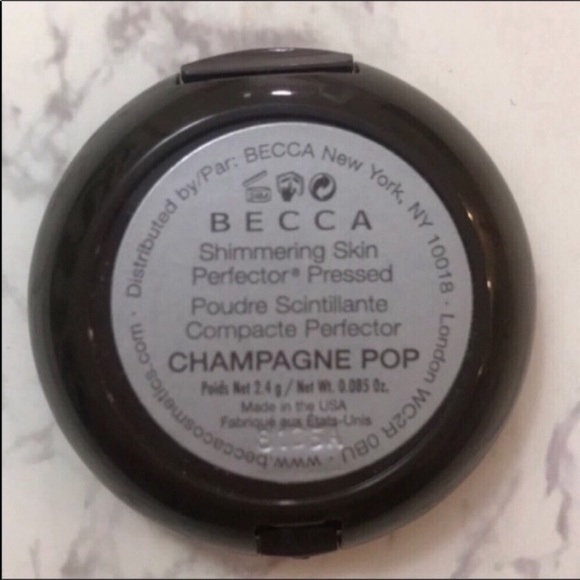 Distributed by/Par: BECCA New York, NY 10018 · London WC2R 0BU · www.beccacosmetics.com ·
24M
BECCA
Shimmering Skin
Perfector® Pressed
Poudre Scintillante
Compacte Perfector
CHAMPAGNE POP
Poids Net 2.4 g / Net Wt. 0.085 Oz.
Made in the USA
Fabriqué aux États-Unis